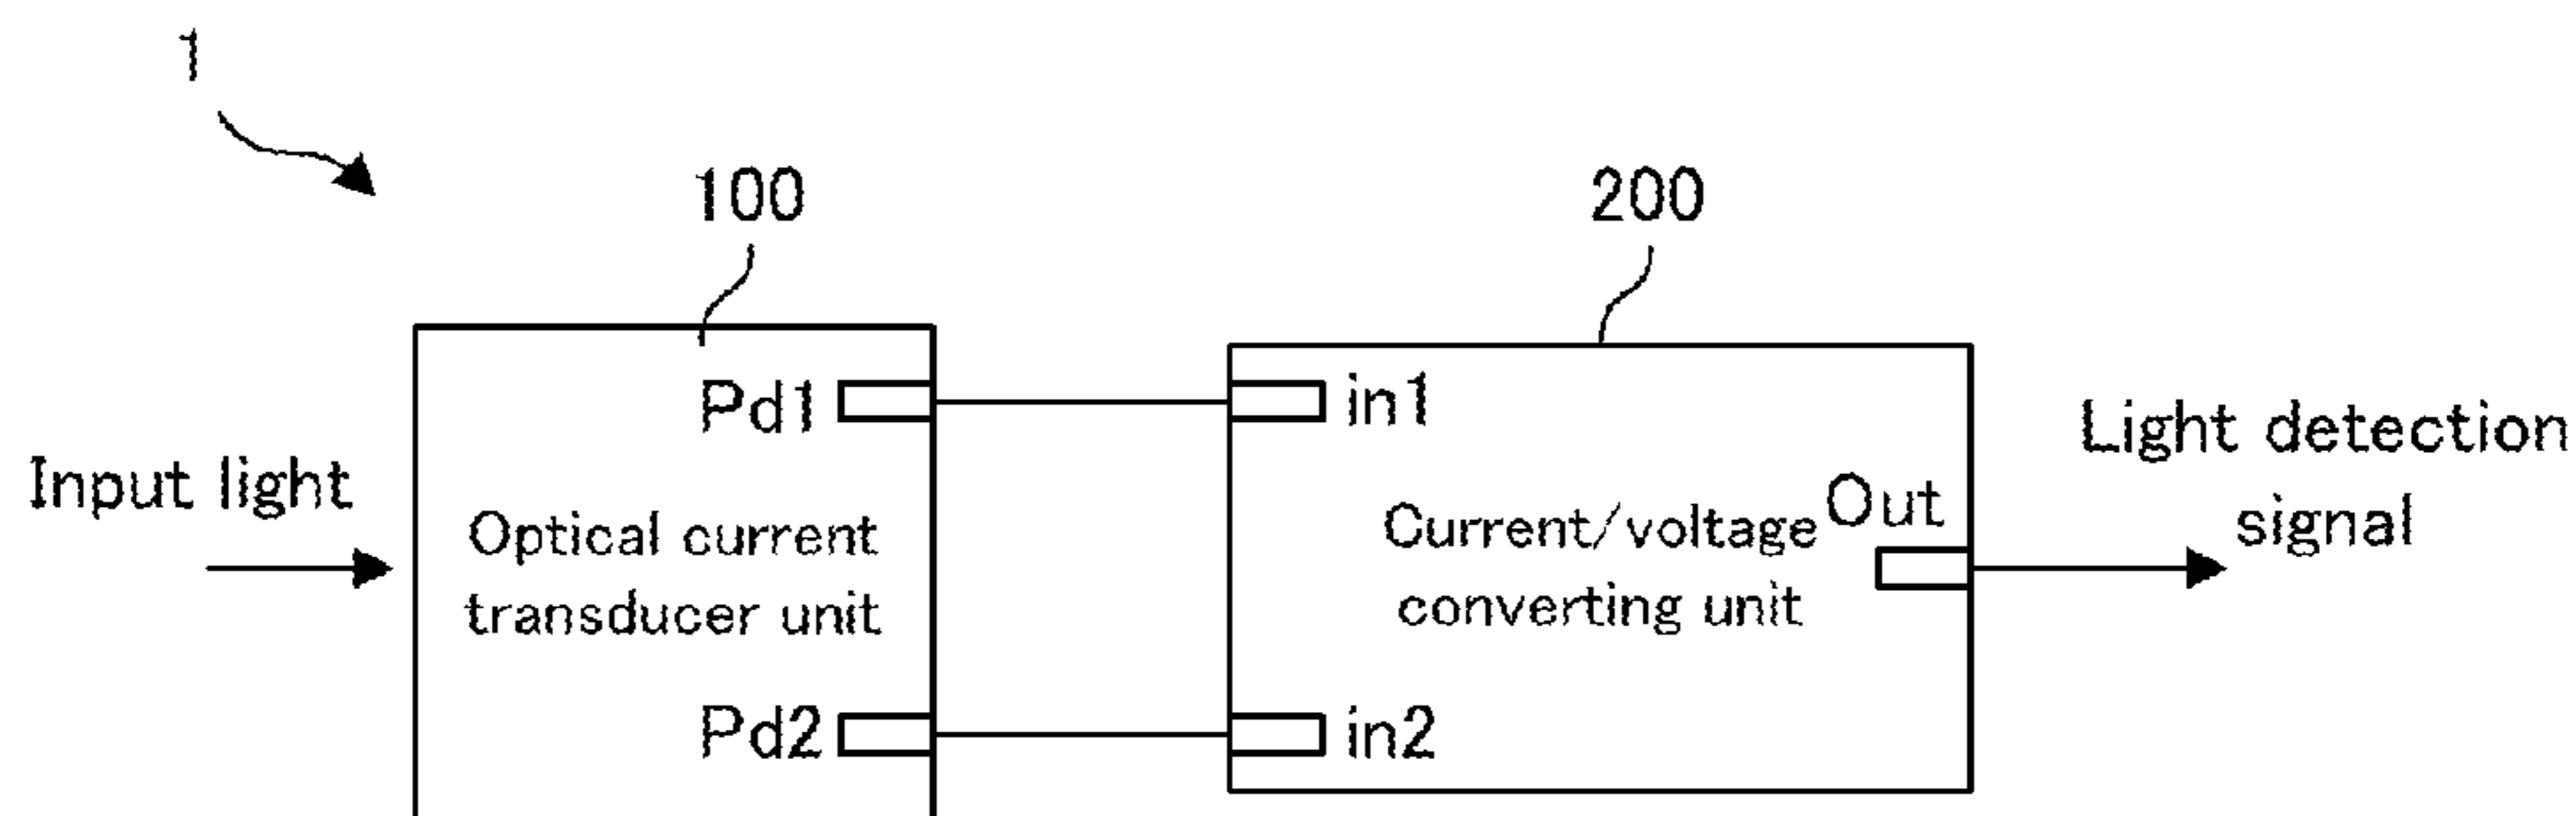 1
100
200
Pd1
in1
Input light
Optical current
transducer unit
Pd2
Current/voltage
converting unit
Out
in2
Light detection
signal